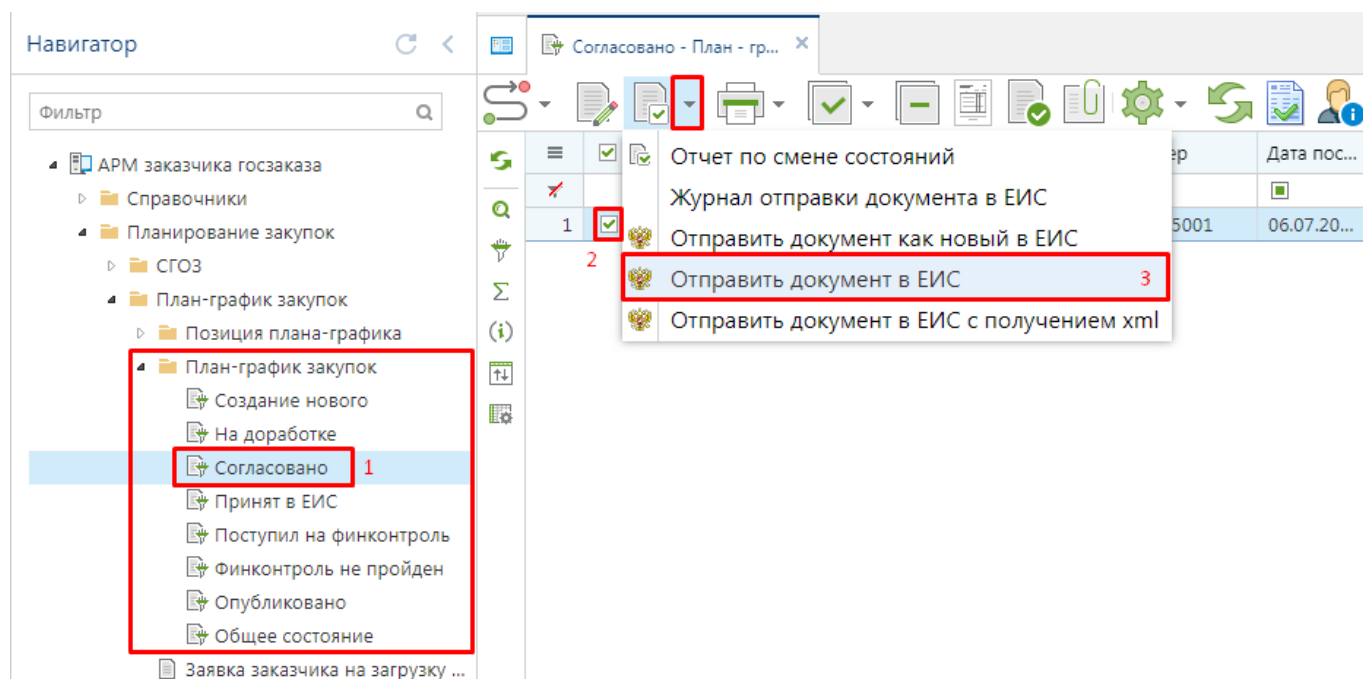 Навигатор
Согласовано - План - гр...
Фильтр
АРМ заказчика госзаказа
Справочники
Планирование закупок
СГОЗ
План-график закупок
Позиция плана-графика
План-график закупок
Создание нового
На доработке
Согласовано 1
Принят в ЕИС
Поступил на финконтроль
Финконтроль не пройден
Опубликовано
Общее состояние
Заявка заказчика на загрузку ...
ер Дата пос...
1 5001 06.07.20...
2
Отчет по смене состояний
Журнал отправки документа в ЕИС
Отправить документ как новый в ЕИС
Отправить документ в ЕИС 3
Отправить документ в ЕИС с получением xml